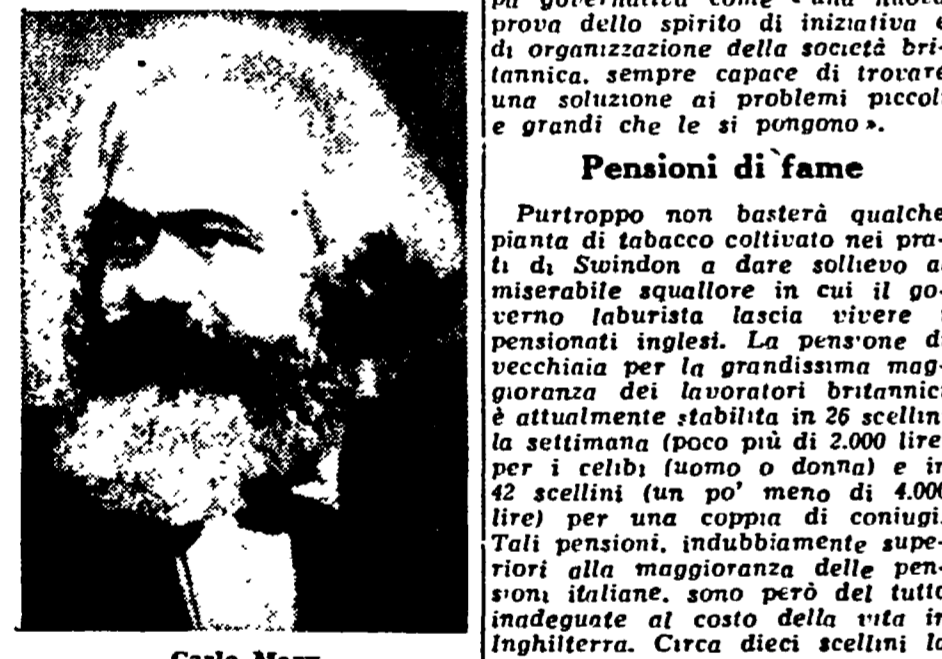 Carlo Marx
prova dello spirito di iniziativa e
di organizzazione della società bri-
tannica, sempre capace di trovare
una soluzione ai problemi piccoli
e grandi che le si pongono ».
Pensioni di fame
Purtroppo non basterà qualche
pianta di tabacco coltivato nei pra-
ti di Swindon a dare sollievo al
miserabile squallore in cui il go-
verno laburista lascia vivere i
pensionati inglesi. La pensione di
vecchiaia per la grandissima mag-
gioranza dei lavoratori britannici
è attualmente stabilita in 26 scellini
la settimana (poco più di 2.000 lire)
per i celibi (uomo o donna) e in
42 scellini (un po' meno di 4.000
lire) per una coppia di coniugi.
Tali pensioni, indubbiamente supe-
riori alla maggioranza delle pen-
sioni italiane, sono però del tutto
inadeguate al costo della vita in
Inghilterra. Circa dieci scellini la